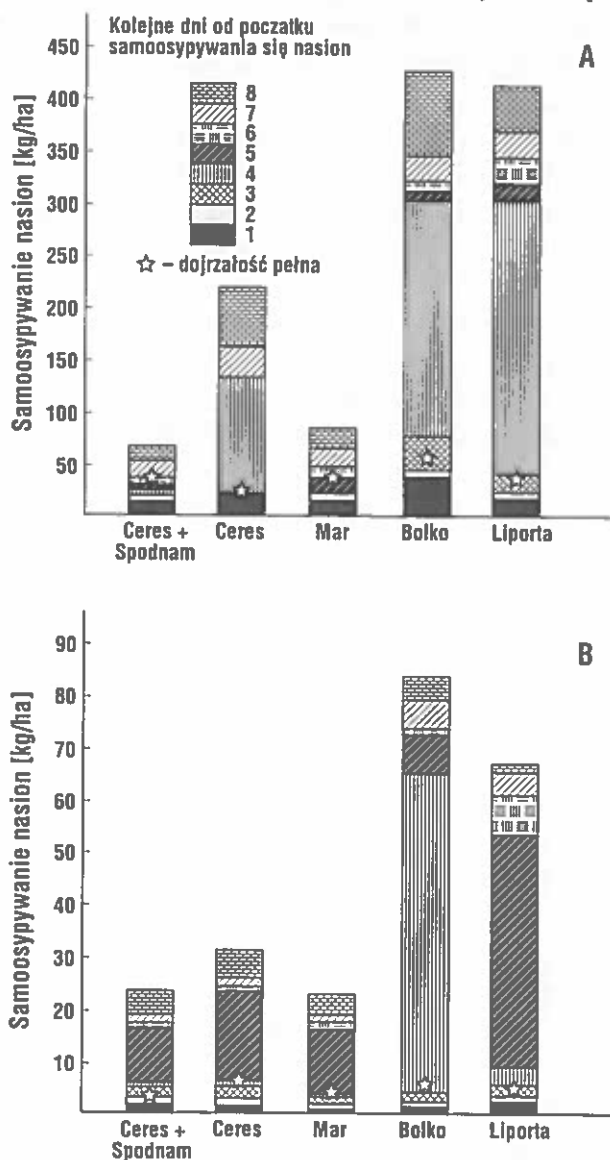 Kolejne dni od początku
samoosypywania się nasion
A
8
7
6
5
4
3
2
1
☆ – dojrzałość pełna
Samoosypywanie nasion [kg/ha]
450
400
350
300
250
200
150
100
50
Ceres + Spodnam
Ceres
Mar
Bolko
Liporta
B
Samoosypywanie nasion [kg/ha]
90
80
70
60
50
40
30
20
10
Ceres + Spodnam
Ceres
Mar
Bolko
Liporta